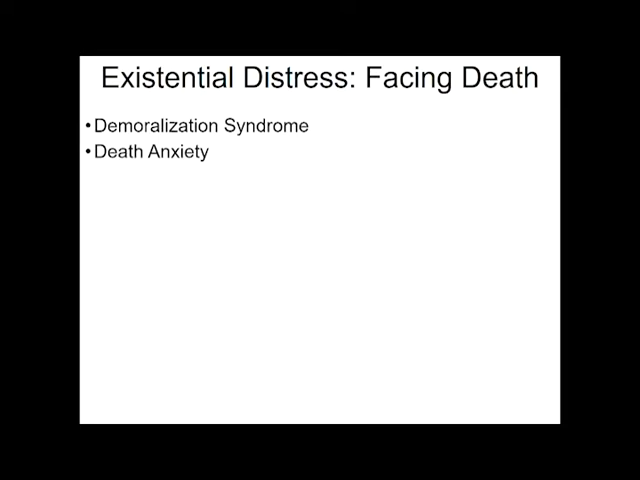 Existential Distress: Facing Death
• Demoralization Syndrome
• Death Anxiety